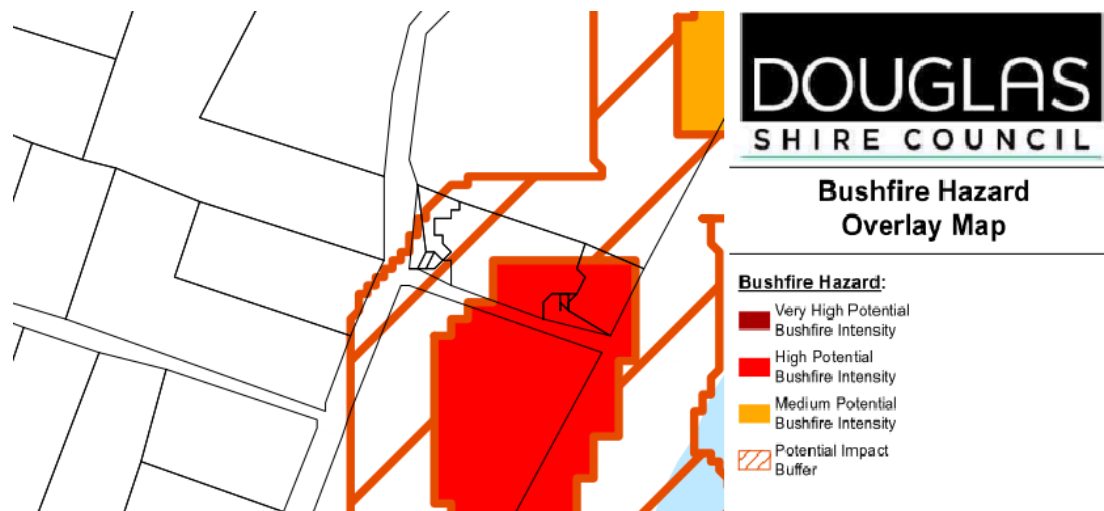 DOUGLAS
SHIRE COUNCIL
Bushfire Hazard
Overlay Map
Bushfire Hazard:
Very High Potential
Bushfire Intensity
High Potential
Bushfire Intensity
Medium Potential
Bushfire Intensity
Potential Impact
Buffer